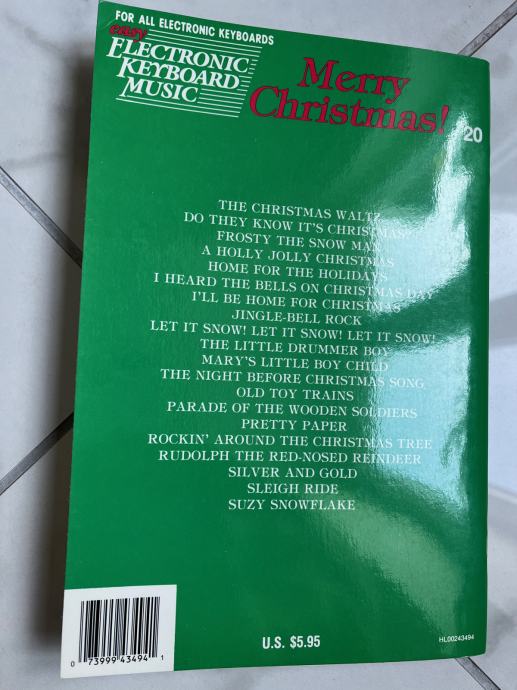 FOR ALL ELECTRONIC KEYBOARDS
easy
ELECTRONIC
KEYBOARD
MUSIC
Merry
Christmas!
20
THE CHRISTMAS WALTZ
DO THEY KNOW IT'S CHRISTMAS
FROSTY THE SNOW MAN
A HOLLY JOLLY CHRISTMAS
HOME FOR THE HOLIDAYS
I HEARD THE BELLS ON CHRISTMAS DAY
I'LL BE HOME FOR CHRISTMAS
JINGLE-BELL ROCK
LET IT SNOW! LET IT SNOW! LET IT SNOW!
THE LITTLE DRUMMER BOY
MARY'S LITTLE BOY CHILD
THE NIGHT BEFORE CHRISTMAS SONG
OLD TOY TRAINS
PARADE OF THE WOODEN SOLDIERS
PRETTY PAPER
ROCKIN' AROUND THE CHRISTMAS TREE
RUDOLPH THE RED-NOSED REINDEER
SILVER AND GOLD
SLEIGH RIDE
SUZY SNOWFLAKE
0 73999 43494 1
U.S. $5.95
HL00243494